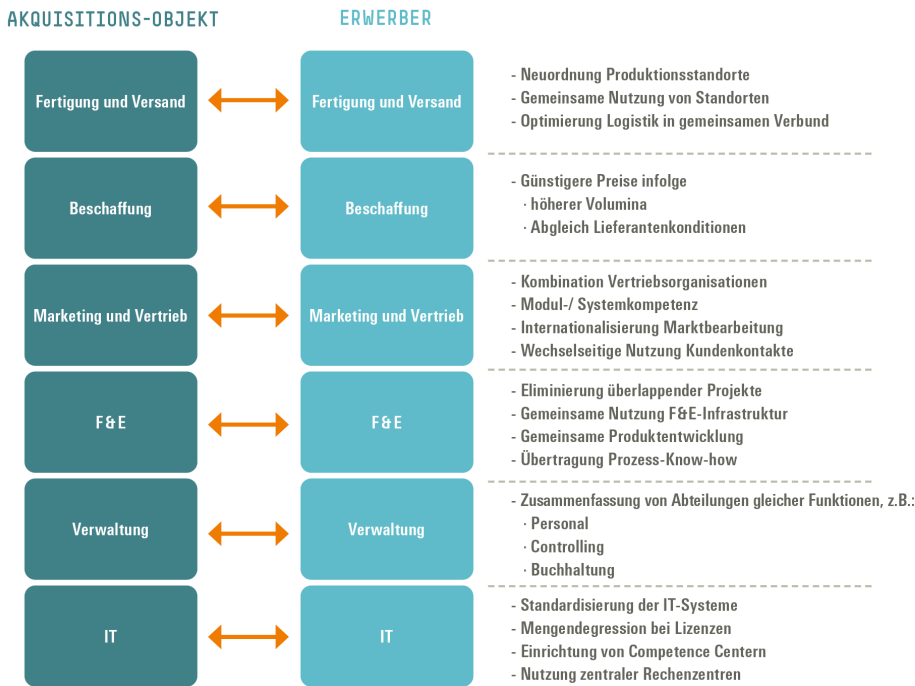 AKQUISITIONS-OBJEKT
ERWERBER
Fertigung und Versand
Fertigung und Versand
- Neuordnung Produktionsstandorte
- Gemeinsame Nutzung von Standorten
- Optimierung Logistik in gemeinsamen Verbund
Beschaffung
Beschaffung
- Günstigere Preise infolge
· höherer Volumina
· Abgleich Lieferantenkonditionen
Marketing und Vertrieb
Marketing und Vertrieb
- Kombination Vertriebsorganisationen
- Modul-/ Systemkompetenz
- Internationalisierung Marktbearbeitung
- Wechselseitige Nutzung Kundenkontakte
F & E
F & E
- Eliminierung überlappender Projekte
- Gemeinsame Nutzung F&E-Infrastruktur
- Gemeinsame Produktentwicklung
- Übertragung Prozess-Know-how
Verwaltung
Verwaltung
- Zusammenfassung von Abteilungen gleicher Funktionen, z.B.:
· Personal
· Controlling
· Buchhaltung
IT
IT
- Standardisierung der IT-Systeme
- Mengendegression bei Lizenzen
- Einrichtung von Competence Centern
- Nutzung zentraler Rechenzentren